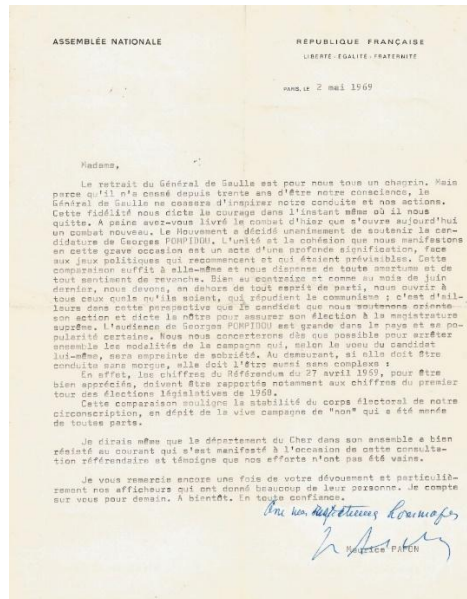 ASSEMBLÉE NATIONALE
RÉPUBLIQUE FRANÇAISE
LIBERTÉ - ÉGALITÉ - FRATERNITÉ
PARIS, LE 2 mai 1969
Madame,
Le retrait du Général de Gaulle est pour nous tous un chagrin. Mais
parce qu'il n'a cessé depuis trente ans d'être notre conscience, le
Général de Gaulle ne cessera d'inspirer notre conduite et nos actions.
Cette fidélité nous dicte le courage dans l'instant même où il nous
quitte. A peine avez-vous livré le combat d'hier que s'ouvre aujourd'hui
un combat nouveau. Le Mouvement a décidé unanimement de soutenir la can-
didature de Georges POMPIDOU. L'unité et la cohésion que nous manifestons
en cette grave occasion est un acte d'une profonde signification, face
aux jeux politiques qui recommencent et qui étaient prévisibles. Cette
comparaison suffit à elle-même et nous dispense de toute amertume et de
tout sentiment de revanche. Bien au contraire et comme au mois de juin
dernier, nous devons, en dehors de tout esprit de parti, nous ouvrir à
tous ceux quels qu'ils soient, qui répudient le communisme ; c'est d'ail-
leurs dans cette perspective que le candidat que nous soutenons oriente
son action et dicte la nôtre pour assurer son élection à la magistrature
suprême. L'audience de Georges POMPIDOU est grande dans le pays et sa po-
pularité certaine. Nous nous concerterons dès que possible pour arrêter
ensemble les modalités de la campagne qui, selon le voeu du candidat
lui-même, sera empreinte de sobriété. Au demeurant, si elle doit être
conduite sans morgue, elle doit l'être aussi sans complexe :
En effet, les chiffres du Référendum du 27 avril 1969, pour être
bien appréciés, doivent être rapportés notamment aux chiffres du premier
tour des élections législatives de 1968.
Cette comparaison souligne la stabilité du corps électoral de notre
circonscription, en dépit de la vive campagne de "non" qui a été menée
de toutes parts.
Je dirais même que le département du Cher dans son ensemble a bien
résisté au courant qui s'est manifesté à l'occasion de cette consulta-
tion référendaire et témoigne que nos efforts n'ont pas été vains.
Je vous remercie encore une fois de votre dévouement et particuliè-
rement nos afficheurs qui ont donné beaucoup de leur personne. Je compte
sur vous pour demain. A bientôt. En toute confiance.
mes respectueux hommages
Maurice PAPON